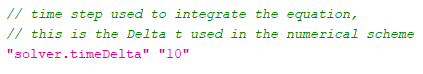 // time step used to integrate the equation,
// this is the Delta t used in the numerical scheme
"solver.timeDelta" "10"